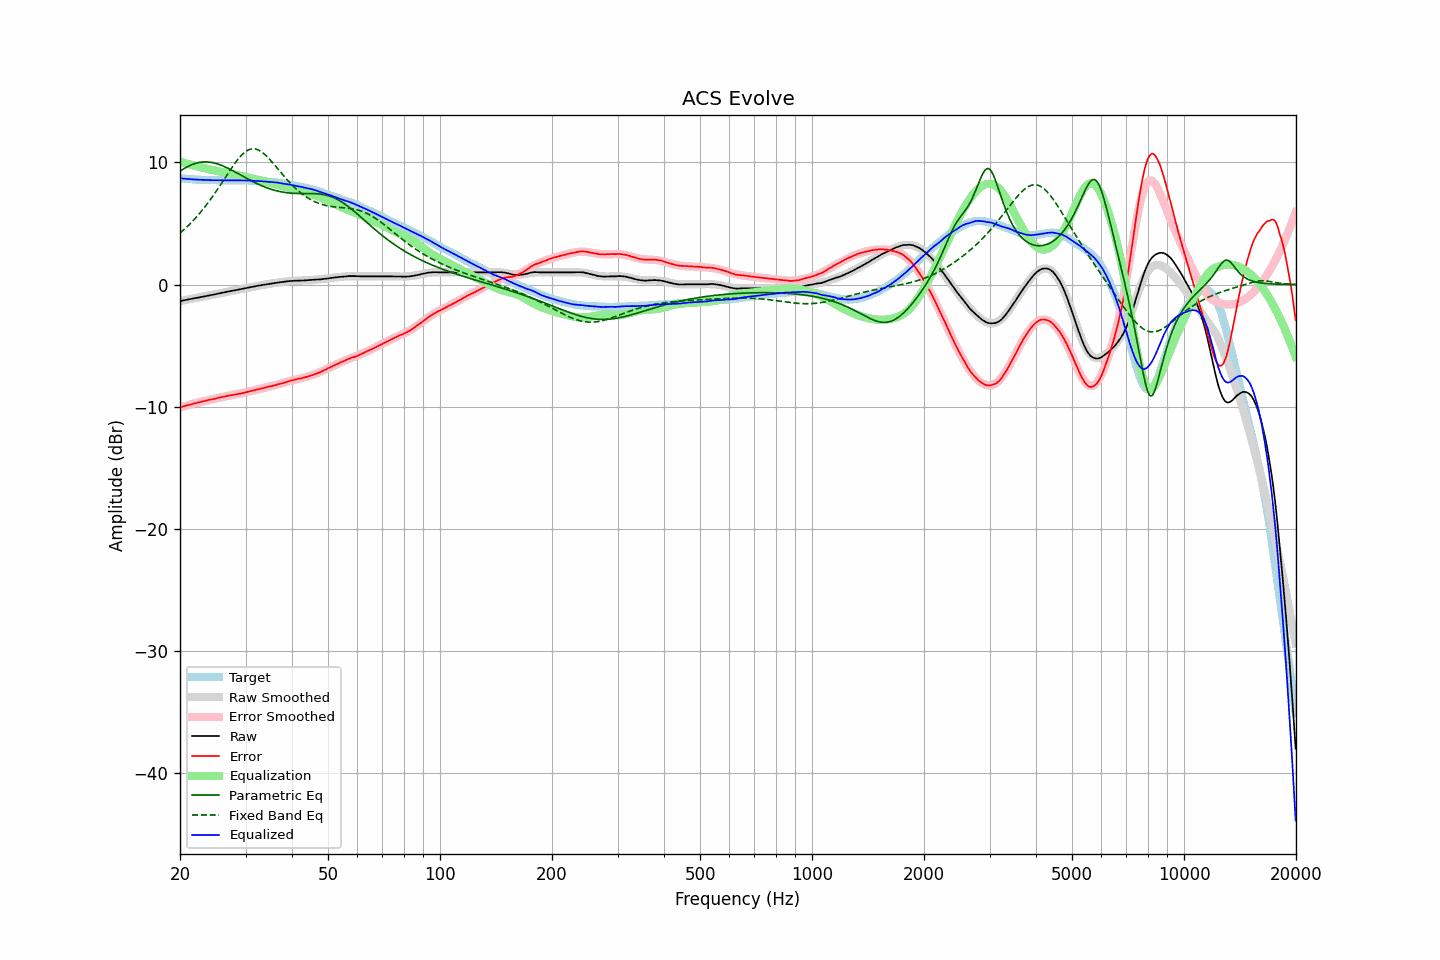 ACS Evolve
10
0
−10
−20
−30
−40
Amplitude (dBr)
Target
Raw Smoothed
Error Smoothed
Raw
Error
Equalization
Parametric Eq
Fixed Band Eq
Equalized
20 50 100 200 500 1000 2000 5000 10000 20000
Frequency (Hz)